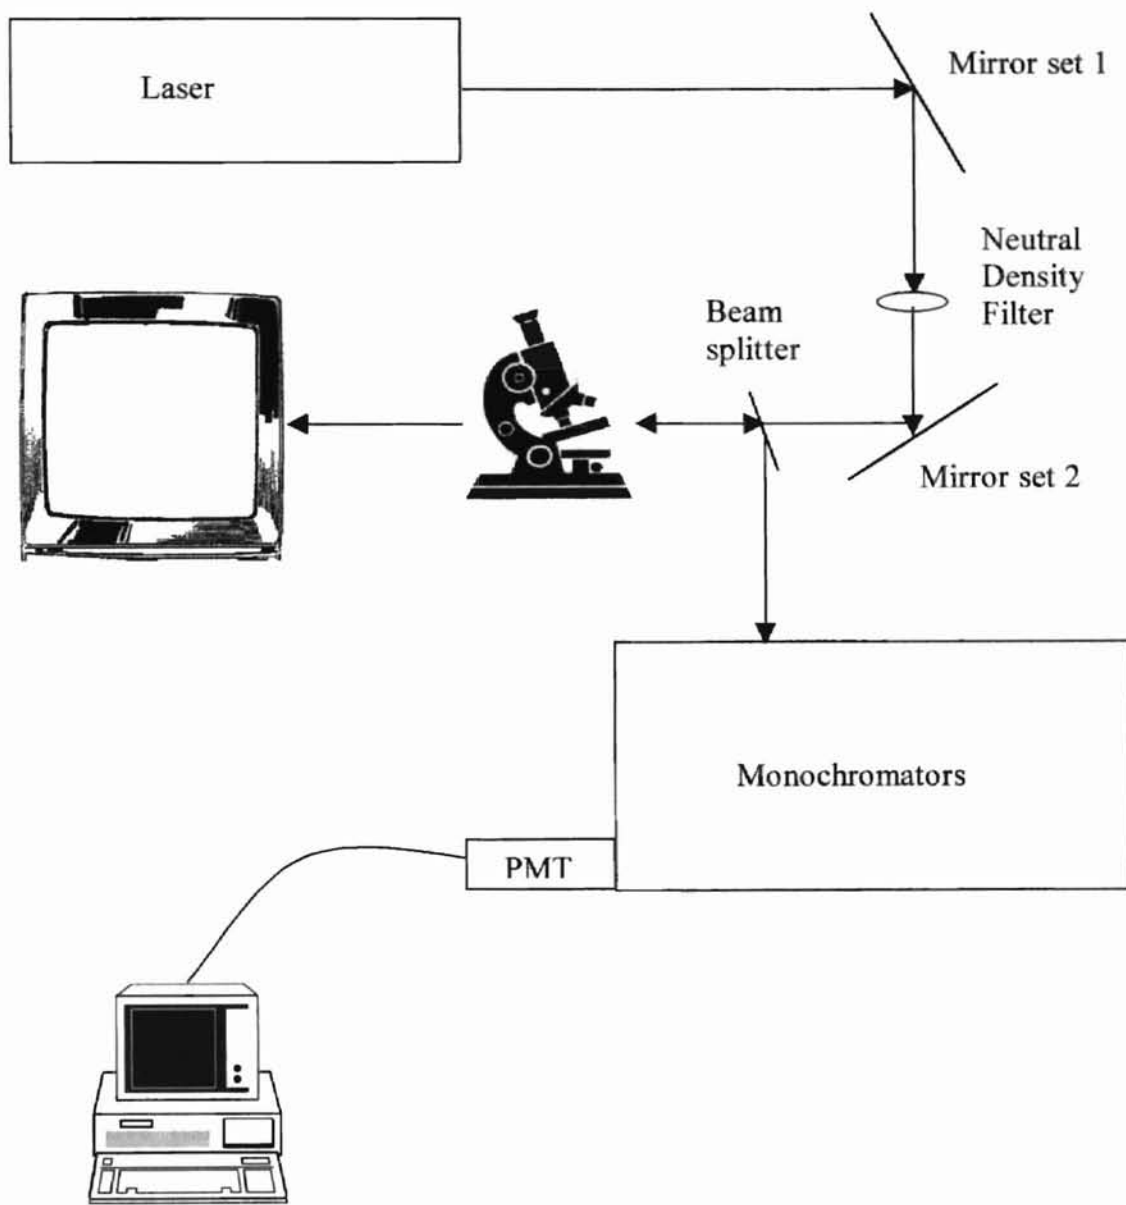 Laser
Mirror set 1
Neutral
Density
Filter
Beam
splitter
Mirror set 2
Monochromators
PMT